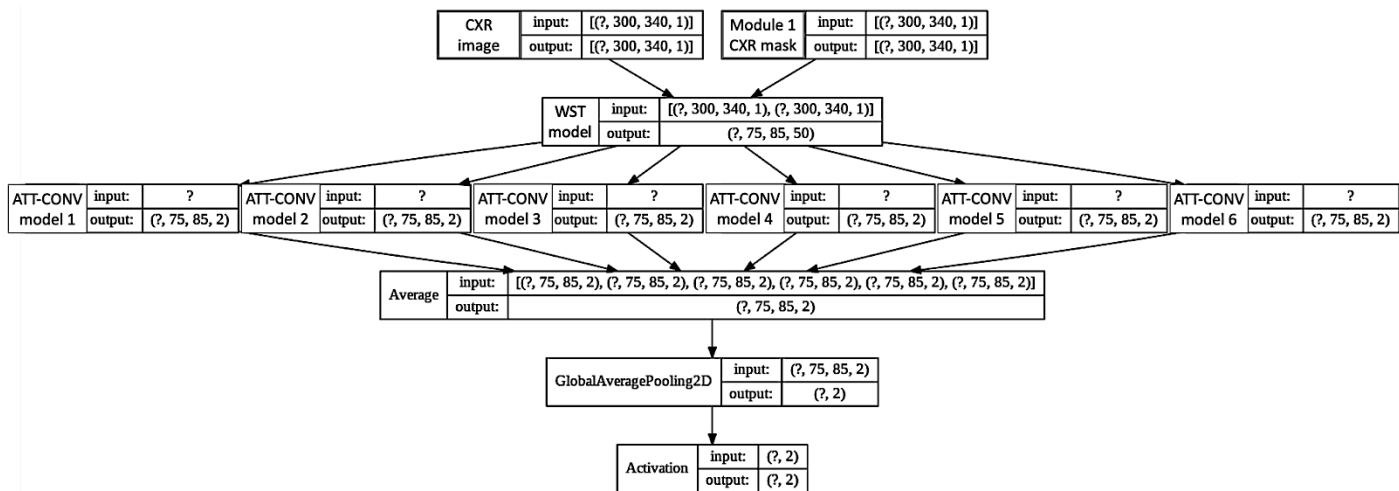 CXR image input: [(?, 300, 340, 1)]
output: [(?, 300, 340, 1)]
Module 1 CXR mask input: [(?, 300, 340, 1)]
output: [(?, 300, 340, 1)]
WST model input: [(?, 300, 340, 1), (?, 300, 340, 1)]
output: (?, 75, 85, 50)
ATT-CONV model 1 input: ?
output: (?, 75, 85, 2)
ATT-CONV model 2 input: ?
output: (?, 75, 85, 2)
ATT-CONV model 3 input: ?
output: (?, 75, 85, 2)
ATT-CONV model 4 input: ?
output: (?, 75, 85, 2)
ATT-CONV model 5 input: ?
output: (?, 75, 85, 2)
ATT-CONV model 6 input: ?
output: (?, 75, 85, 2)
Average input: [(?, 75, 85, 2), (?, 75, 85, 2), (?, 75, 85, 2), (?, 75, 85, 2), (?, 75, 85, 2), (?, 75, 85, 2)]
output: (?, 75, 85, 2)
GlobalAveragePooling2D input: (?, 75, 85, 2)
output: (?, 2)
Activation input: (?, 2)
output: (?, 2)